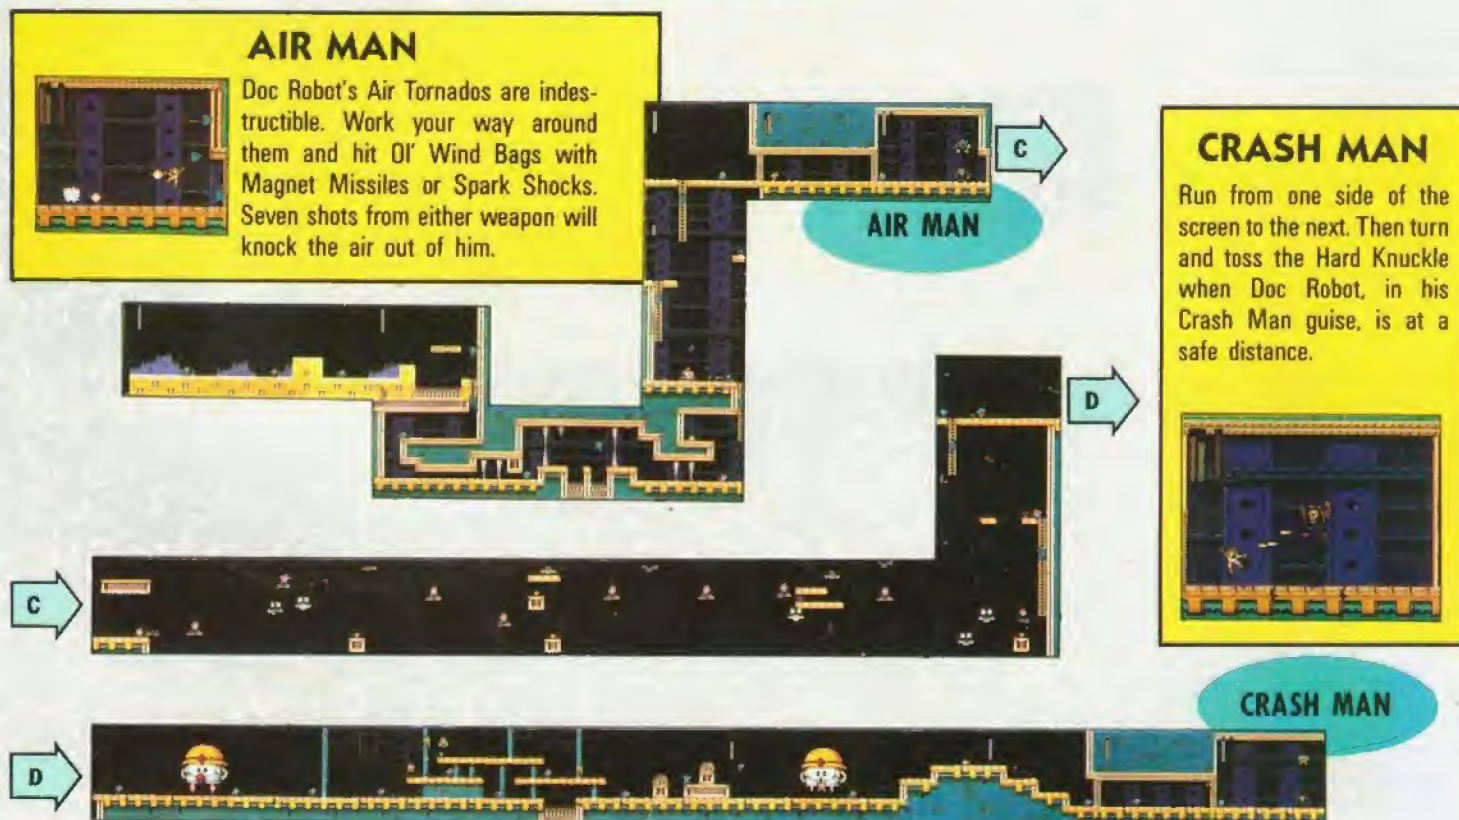 AIR MAN
Doc Robot's Air Tornados are indes-
tructible. Work your way around
them and hit Ol' Wind Bags with
Magnet Missiles or Spark Shocks.
Seven shots from either weapon will
knock the air out of him.
C
AIR MAN
CRASH MAN
Run from one side of the
screen to the next. Then turn
and toss the Hard Knuckle
when Doc Robot, in his
Crash Man guise, is at a
safe distance.
D
C
CRASH MAN
D